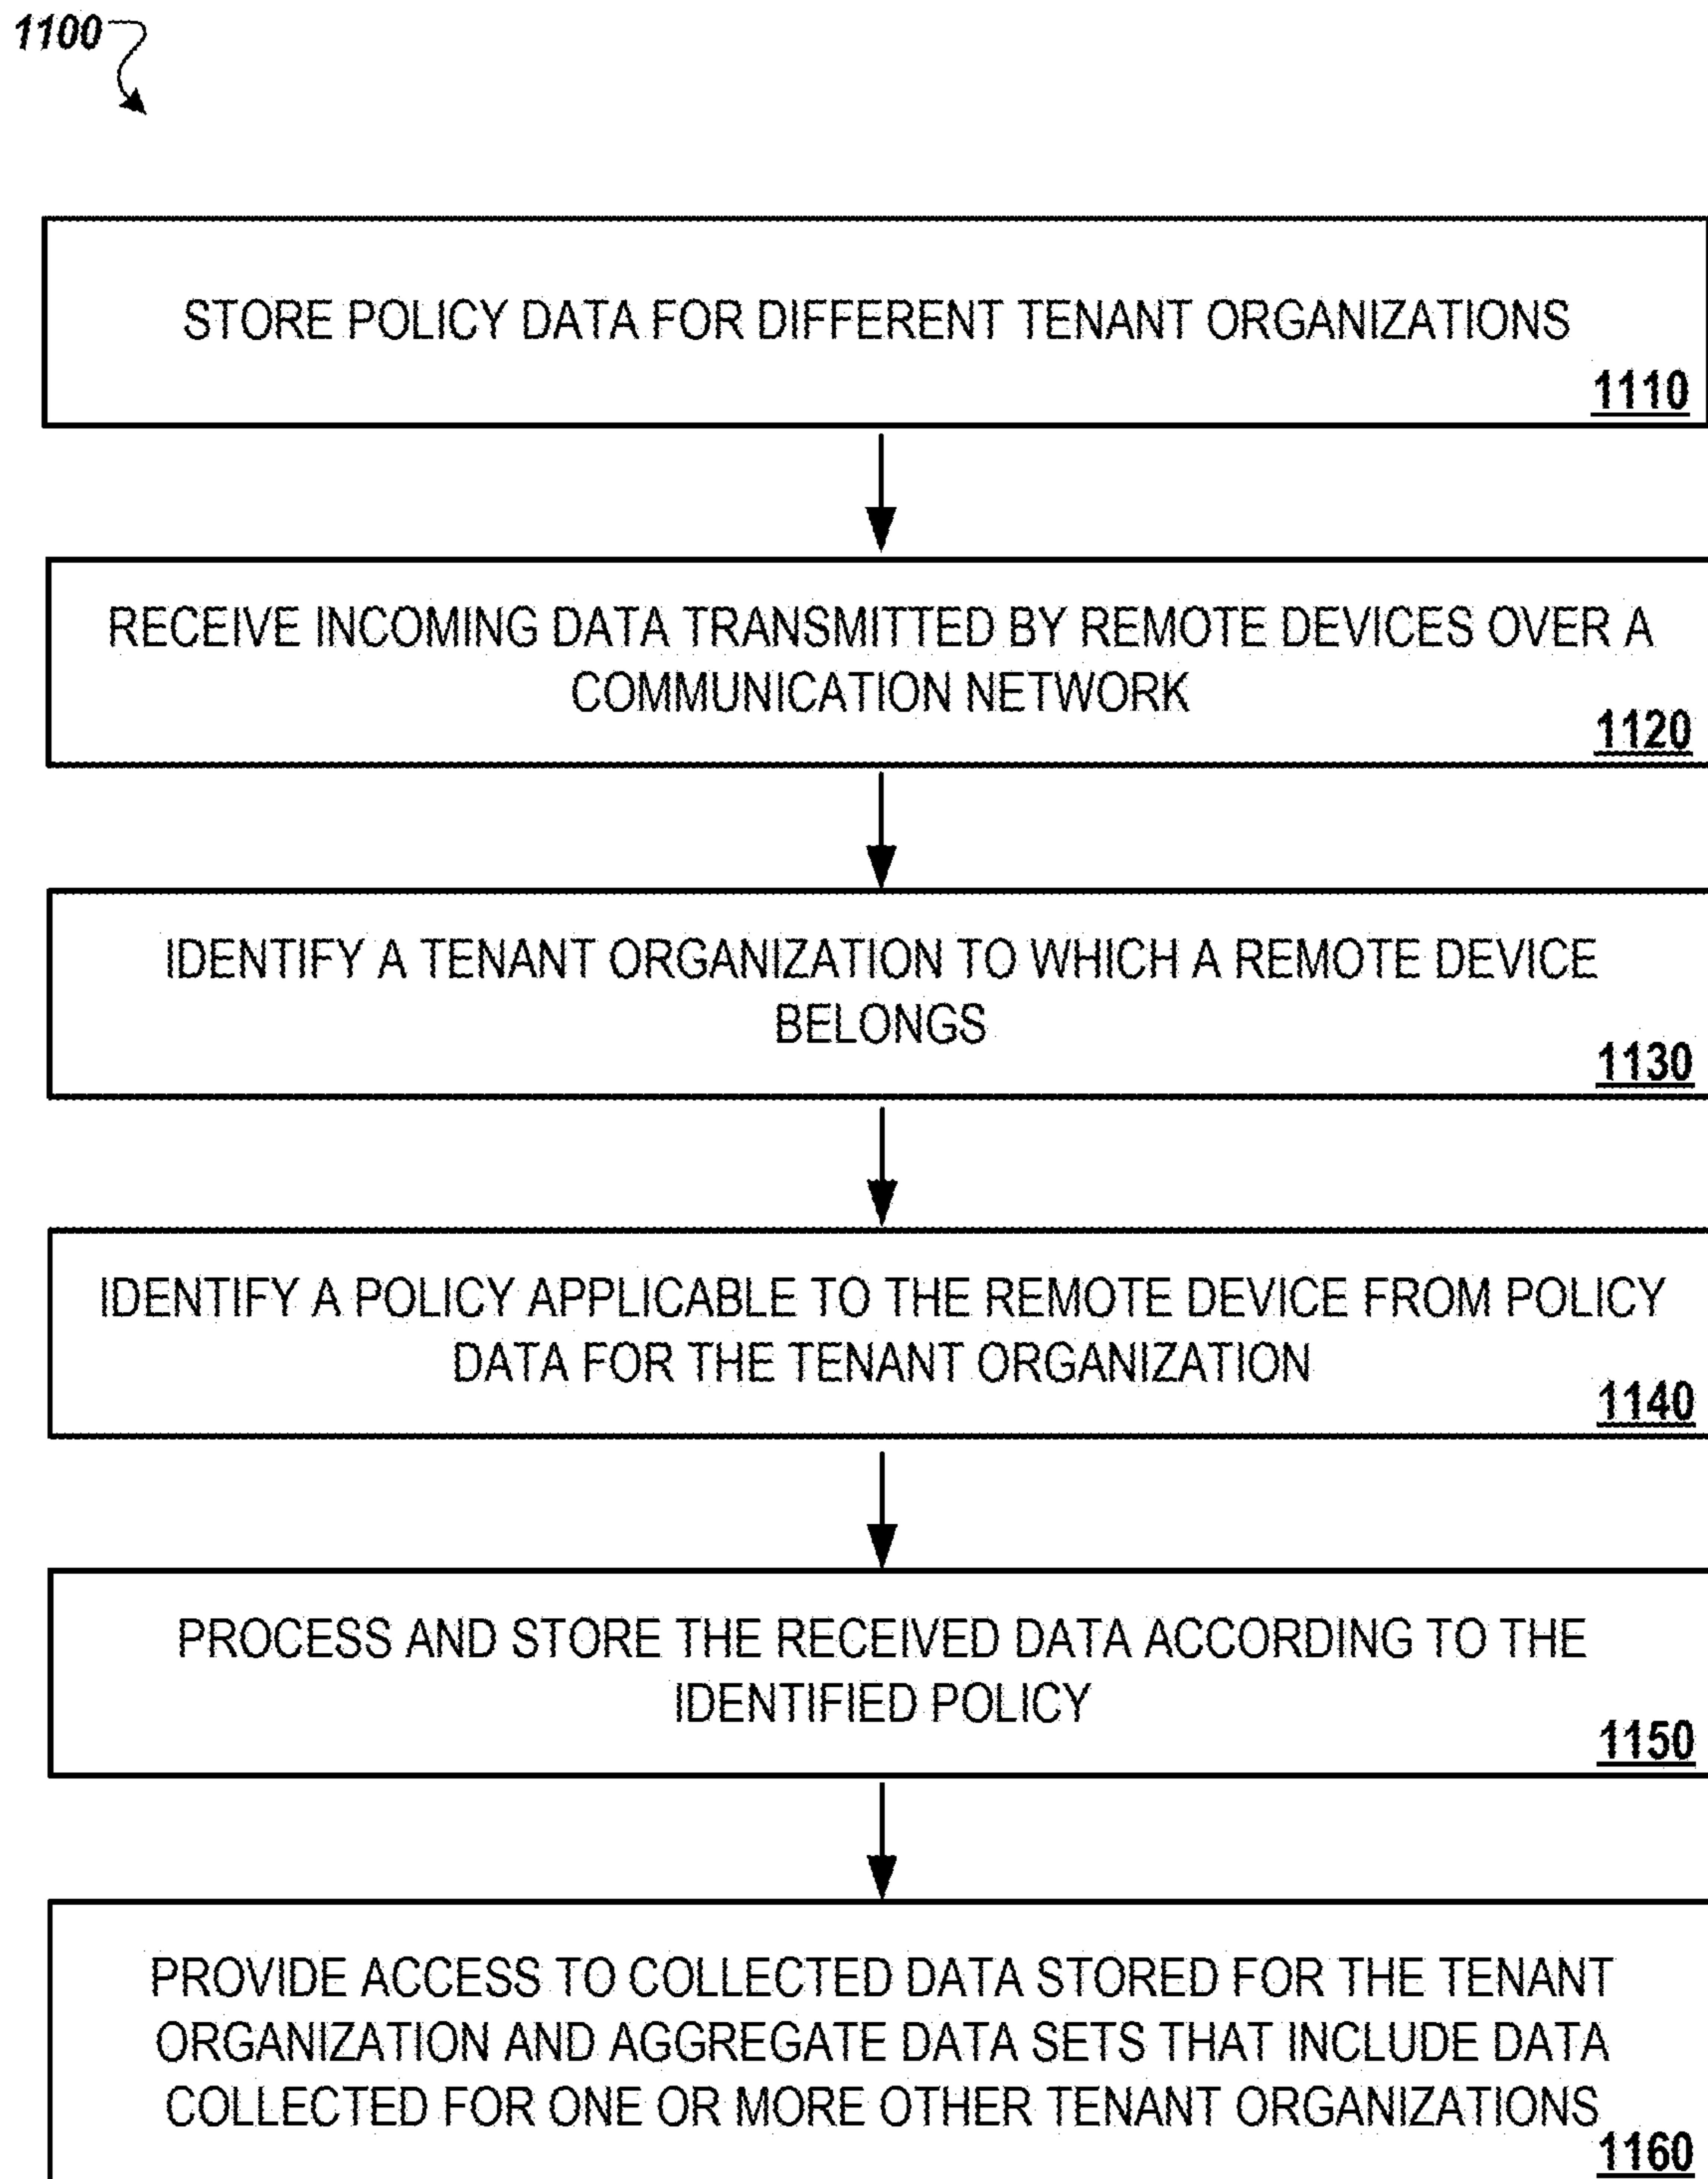 1100
STORE POLICY DATA FOR DIFFERENT TENANT ORGANIZATIONS
1110
RECEIVE INCOMING DATA TRANSMITTED BY REMOTE DEVICES OVER A
COMMUNICATION NETWORK
1120
IDENTIFY A TENANT ORGANIZATION TO WHICH A REMOTE DEVICE
BELONGS
1130
IDENTIFY A POLICY APPLICABLE TO THE REMOTE DEVICE FROM POLICY
DATA FOR THE TENANT ORGANIZATION
1140
PROCESS AND STORE THE RECEIVED DATA ACCORDING TO THE
IDENTIFIED POLICY
1150
PROVIDE ACCESS TO COLLECTED DATA STORED FOR THE TENANT
ORGANIZATION AND AGGREGATE DATA SETS THAT INCLUDE DATA
COLLECTED FOR ONE OR MORE OTHER TENANT ORGANIZATIONS
1160